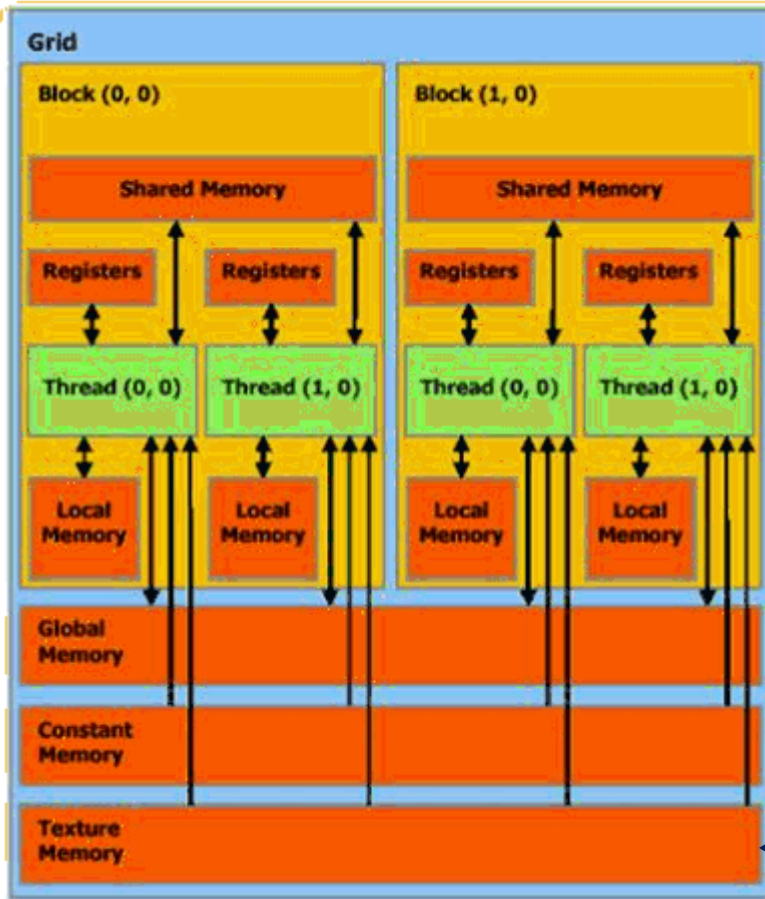 Grid
Block (0, 0)
Block (1, 0)
Shared Memory
Shared Memory
Registers
Registers
Registers
Registers
Thread (0, 0)
Thread (1, 0)
Thread (0, 0)
Thread (1, 0)
Local
Memory
Local
Memory
Local
Memory
Local
Memory
Global
Memory
Constant
Memory
Texture
Memory